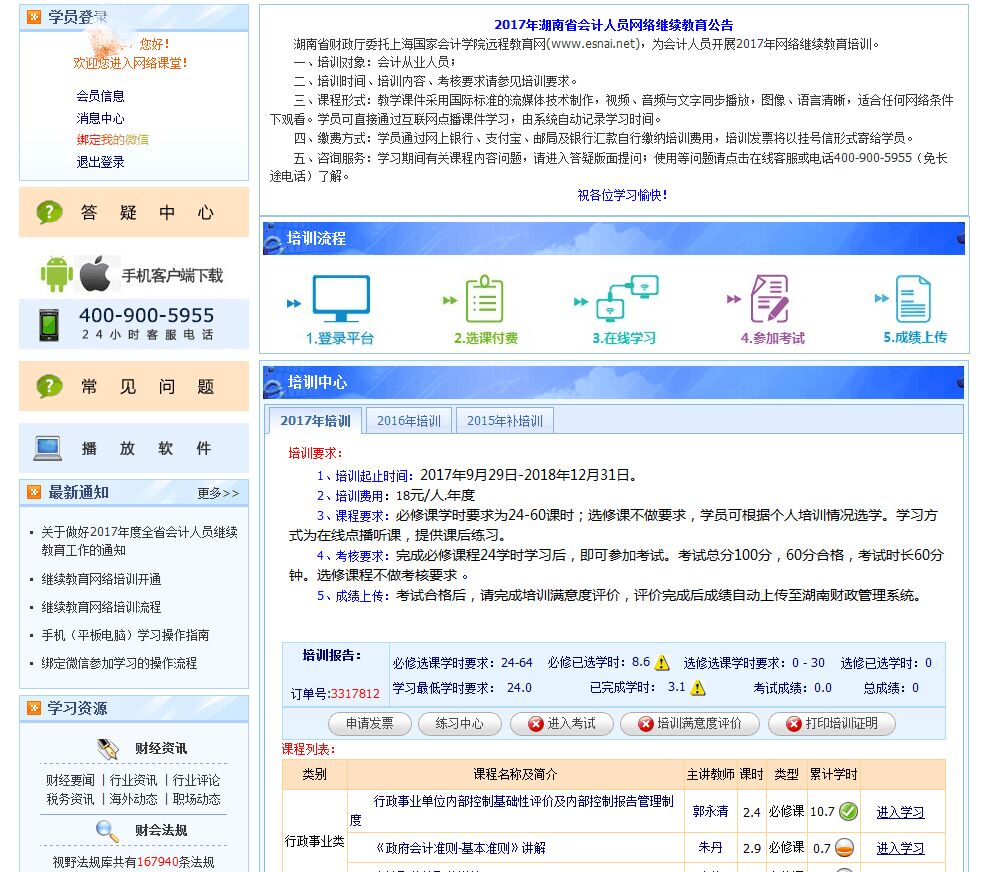 学员登录
您好！
欢迎您进入网络课堂！
会员信息
消息中心
绑定我的微信
退出登录
答疑中心
手机客户端下载
400-900-5955
24小时客服电话
常见问题
播放软件
最新通知 更多>>
关于做好2017年度全省会计人员继续
教育工作的通知
继续教育网络培训开通
继续教育网络培训流程
手机（平板电脑）学习操作指南
绑定微信参加学习的操作流程
学习资源
财经资讯
财经要闻 | 行业资讯 | 行业评论
税务资讯 | 海外动态 | 职场动态
财会法规
视野法规库共有167940条法规
2017年湖南省会计人员网络继续教育公告
湖南省财政厅委托上海国家会计学院远程教育网(www.esnai.net)，为会计人员开展2017年网络继续教育培训。
一、培训对象：会计从业人员；
二、培训时间、培训内容、考核要求请参见培训要求。
三、课程形式：教学课件采用国际标准的流媒体技术制作，视频、音频与文字同步播放，图像、语言清晰，适合任何网络条件
下观看。学员可直接通过互联网点播课件学习，由系统自动记录学习时间。
四、缴费方式：学员通过网上银行、支付宝、邮局及银行汇款自行缴纳培训费用，培训发票将以挂号信形式寄给学员。
五、咨询服务：学习期间有关课程内容问题，请进入答疑版面提问；使用等问题请点击在线客服或电话400-900-5955（免长
途电话）了解。
祝各位学习愉快！
培训流程
1.登录平台 2.选课付费 3.在线学习 4.参加考试 5.成绩上传
培训中心
2017年培训 2016年培训 2015年补培训
培训要求：
1、培训起止时间：2017年9月29日-2018年12月31日。
2、培训费用：18元/人.年度
3、课程要求：必修课学时要求为24-60课时；选修课不做要求，学员可根据个人培训情况选学。学习方
式为在线点播听课，提供课后练习。
4、考核要求：完成必修课程24学时学习后，即可参加考试。考试总分100分，60分合格，考试时长60分
钟。选修课程不做考核要求。
5、成绩上传：考试合格后，请完成培训满意度评价，评价完成后成绩自动上传至湖南财政管理系统。
培训报告：
订单号:3317812
必修选课学时要求：24-64 必修已选学时：8.6 选修选课学时要求：0 - 30 选修已选学时：0
学习最低学时要求： 24.0 已完成学时： 3.1 考试成绩：0.0 总成绩：0
申请发票 练习中心 进入考试 培训满意度评价 打印培训证明
课程列表：
类别 课程名称及简介 主讲教师 课时 类型 累计学时
行政事业类
行政事业单位内部控制基础性评价及内部控制报告管理制
度 郭永清 2.4 必修课 10.7 进入学习
《政府会计准则-基本准则》讲解 朱丹 2.9 必修课 0.7 进入学习